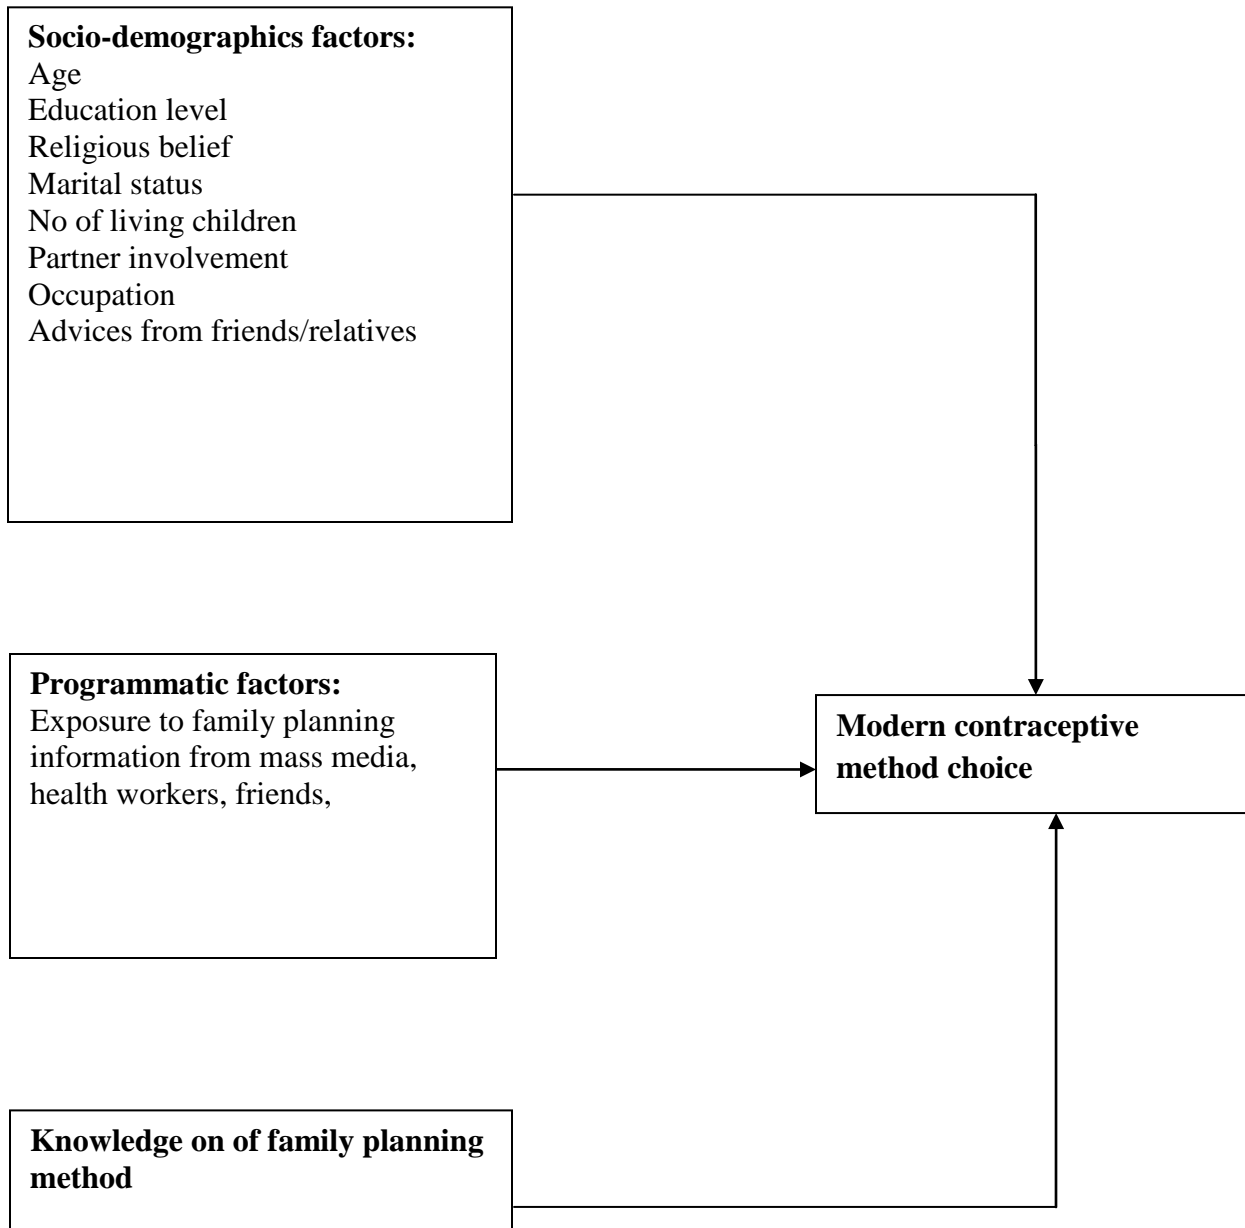 Socio-demographics factors:
Age
Education level
Religious belief
Marital status
No of living children
Partner involvement
Occupation
Advices from friends/relatives
Programmatic factors:
Exposure to family planning
information from mass media,
health workers, friends,
Modern contraceptive
method choice
Knowledge on of family planning
method